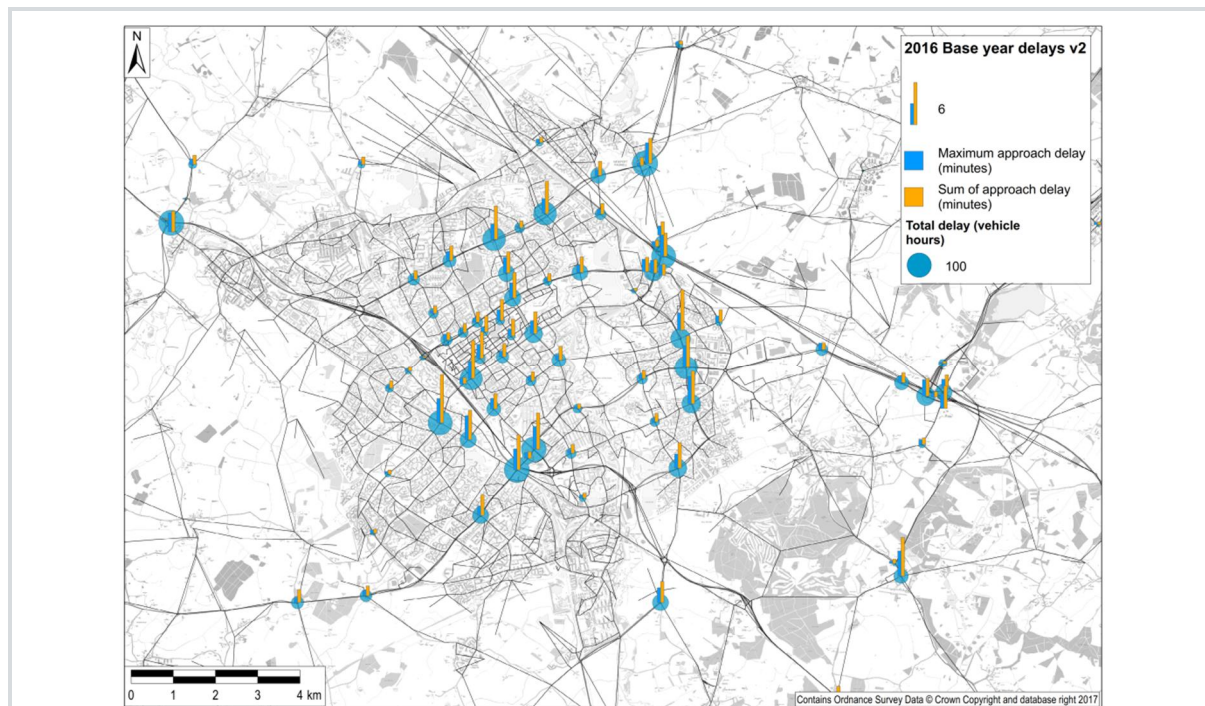 N
2016 Base year delays v2
6
Maximum approach delay
(minutes)
Sum of approach delay
(minutes)
Total delay (vehicle
hours)
100
0 1 2 3 4 km
Contains Ordnance Survey Data © Crown Copyright and database right 2017